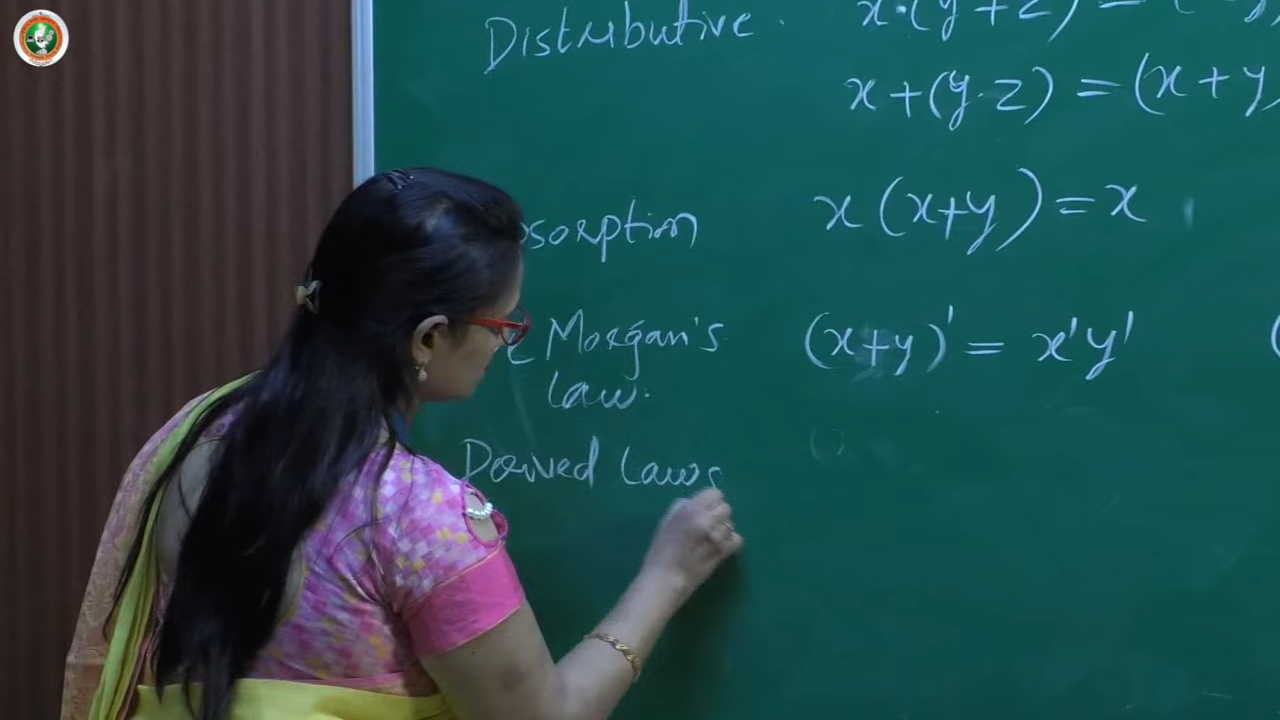 Distributive. x·(y+z) =
x+(y·z) = (x+y
sorption x(x+y)=x
Morgan's (x+y)' = x'y' (
Law.
Derived Laws